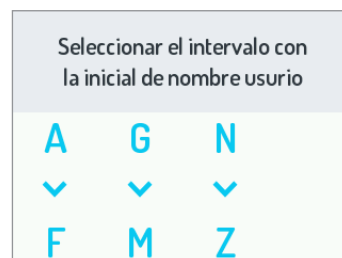 Seleccionar el intervalo con
la inicial de nombre usurio
A G N
F M Z